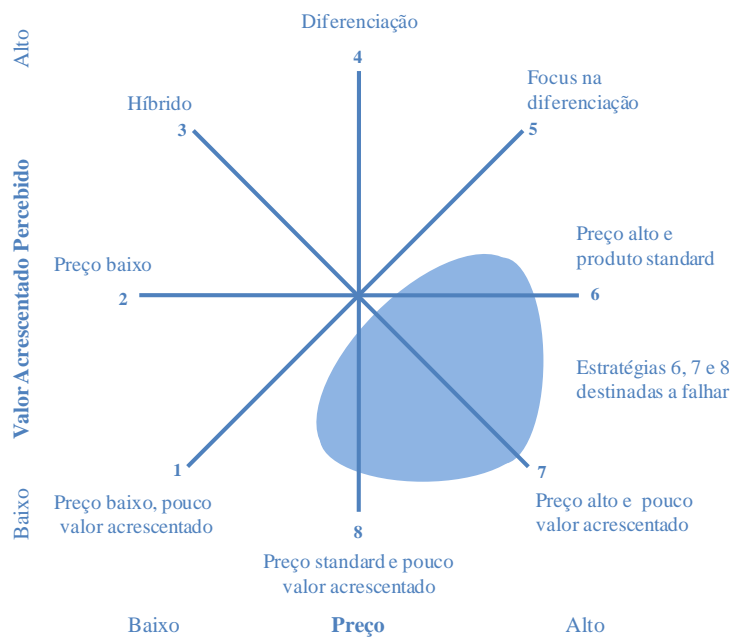 Diferenciação
4
Alto
Focus na
diferenciação
5
Híbrido
3
Valor Acrescentado Percebido
Preço alto e
produto standard
6
Preço baixo
2
Estratégias 6, 7 e 8
destinadas a falhar
1
7
Preço baixo, pouco
valor acrescentado
Preço alto e pouco
valor acrescentado
Baixo
8
Preço standard e pouco
valor acrescentado
Baixo
Preço
Alto